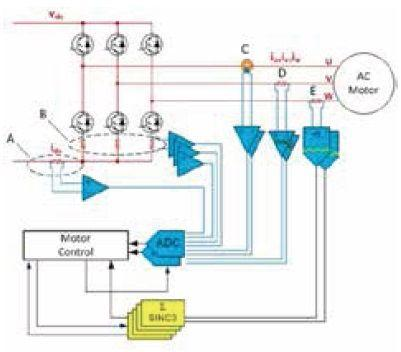 Vdc
C
iu,iv,iw
U
D
V
AC
Motor
E
W
B
A
idc
ADC
Motor
Control
Σ
SINC3